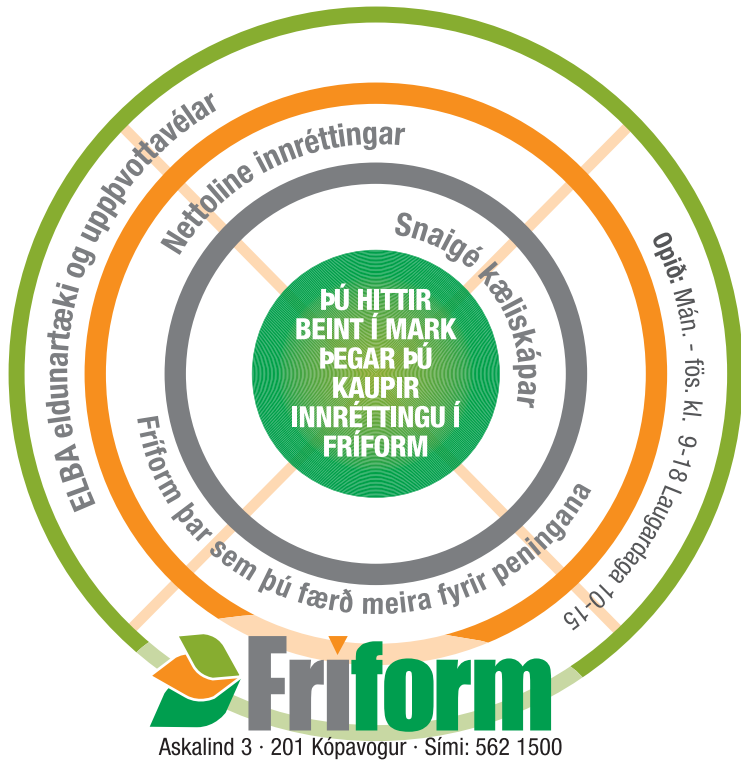 ELBA eldunartæki og uppþvottavélar
Nettoline innréttingar
Snaigé kæliskápar
Opið: Mán. - fös. kl. 9-18 Laugardaga 10-15
ÞÚ HITTIR
BEINT Í MARK
ÞEGAR ÞÚ
KAUPIR
INNRÉTTINGU Í
FRÍFORM
Fríform þar sem þú færð meira fyrir peningana
Fríform
Askalind 3 · 201 Kópavogur · Sími: 562 1500